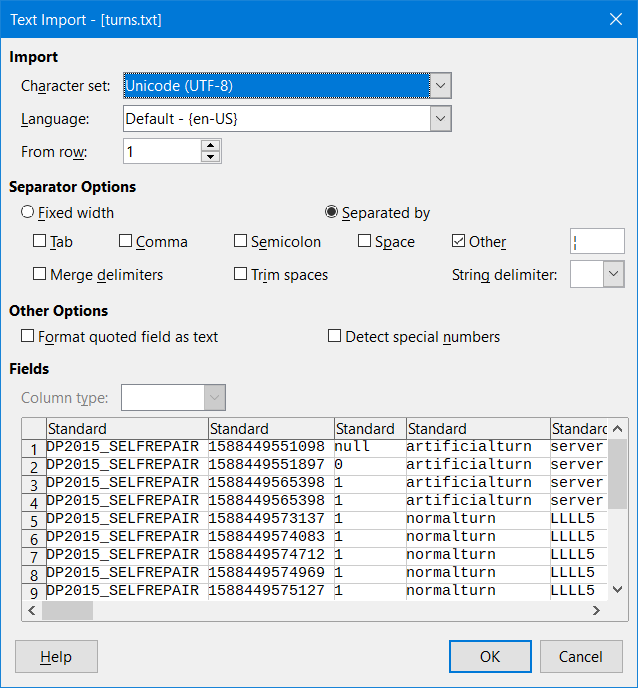 Text Import - [turns.txt]
Import
Character set: Unicode (UTF-8)
Language: Default - {en-US}
From row: 1
Separator Options
Fixed width Separated by
Tab Comma Semicolon Space Other ¦
Merge delimiters Trim spaces String delimiter:
Other Options
Format quoted field as text Detect special numbers
Fields
Column type:
Standard Standard Standard Standard Standard
1 DP2015_SELFREPAIR 1588449551098 null artificialturn server
2 DP2015_SELFREPAIR 1588449551897 0 artificialturn server
3 DP2015_SELFREPAIR 1588449565398 1 artificialturn server
4 DP2015_SELFREPAIR 1588449565398 1 artificialturn server
5 DP2015_SELFREPAIR 1588449573137 1 normalturn LLLL5
6 DP2015_SELFREPAIR 1588449574083 1 normalturn LLLL5
7 DP2015_SELFREPAIR 1588449574712 1 normalturn LLLL5
8 DP2015_SELFREPAIR 1588449574969 1 normalturn LLLL5
9 DP2015_SELFREPAIR 1588449575127 1 normalturn LLLL5
Help OK Cancel